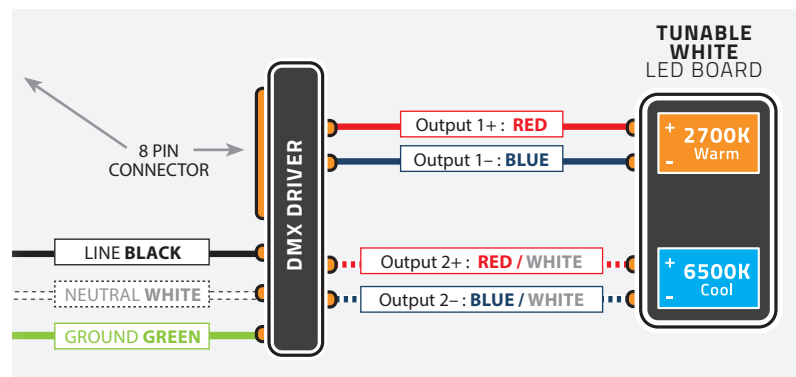 TUNABLE
WHITE
LED BOARD
8 PIN
CONNECTOR
DMX DRIVER
Output 1+ : RED
Output 1– : BLUE
+ 2700K
- Warm
LINE BLACK
NEUTRAL WHITE
GROUND GREEN
Output 2+ : RED / WHITE
Output 2– : BLUE / WHITE
+ 6500K
- Cool